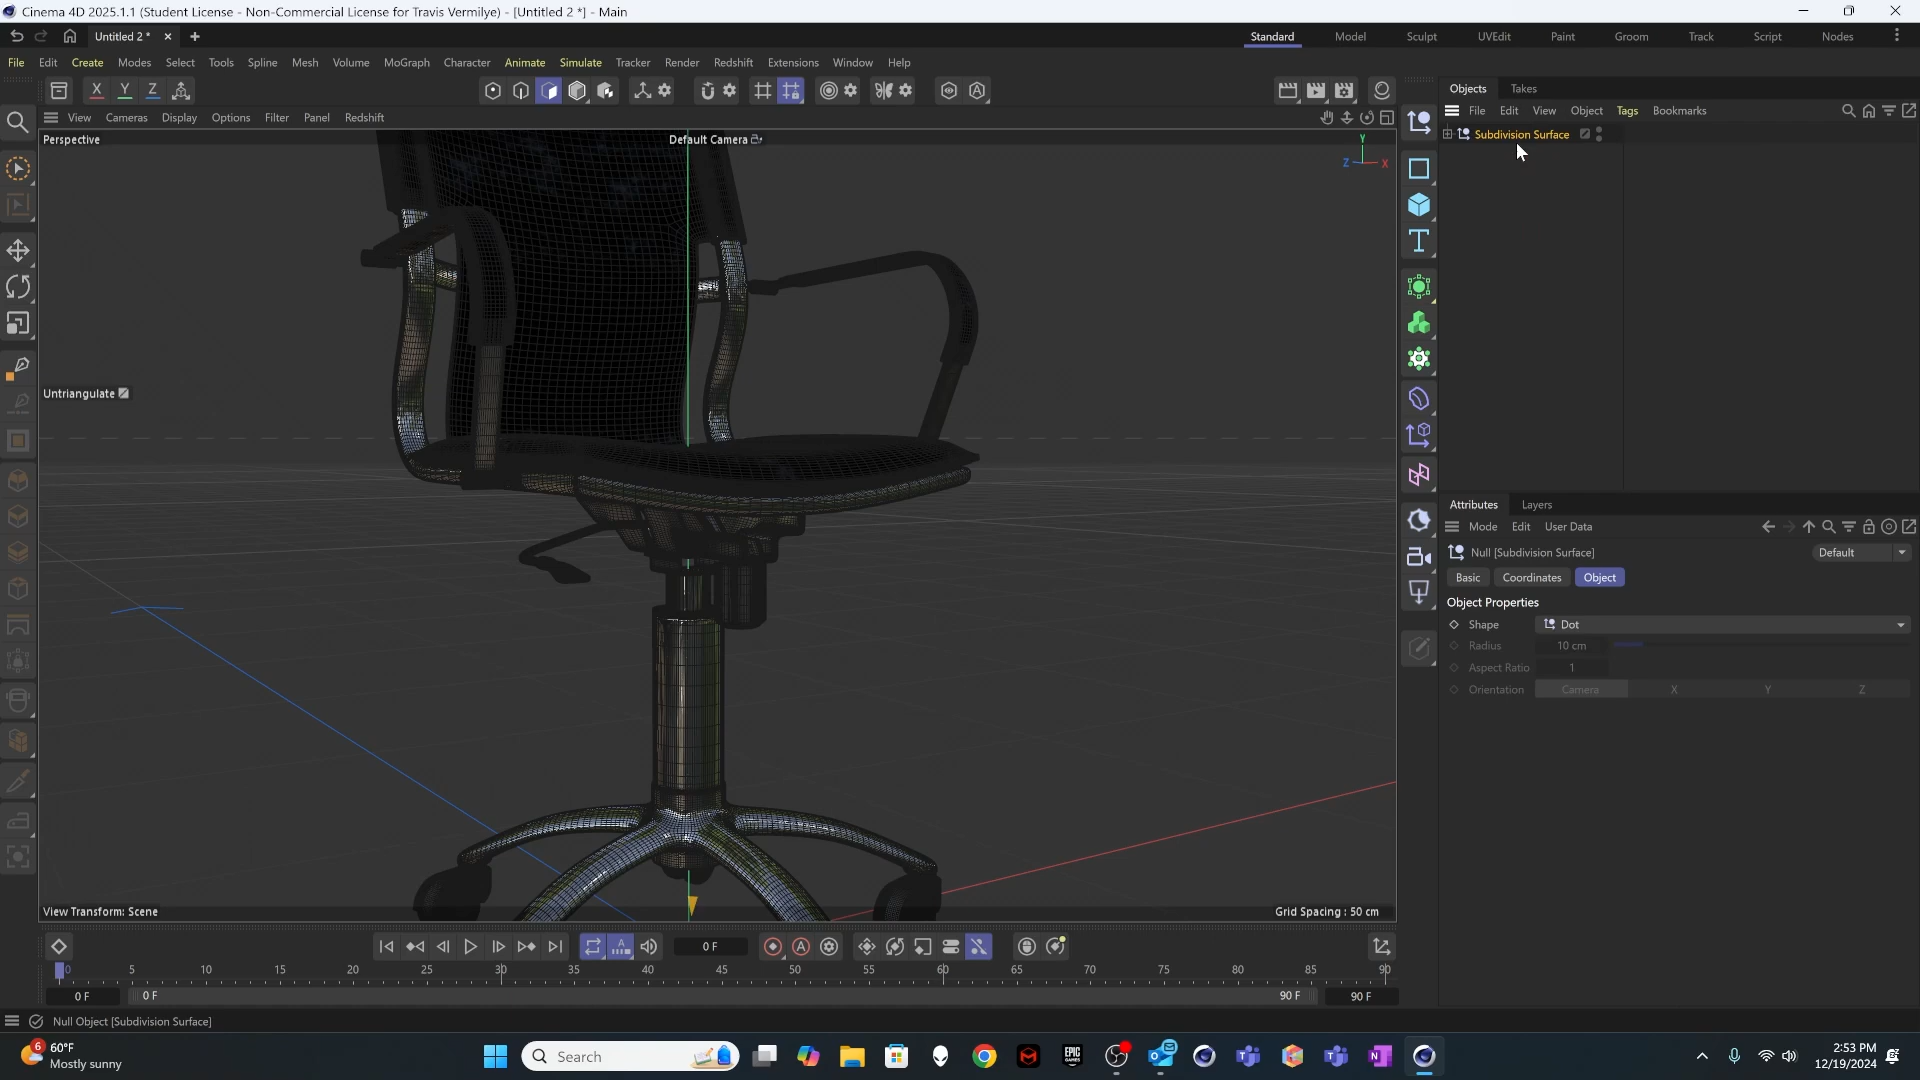 Cinema 4D 2025.1.1 (Student License - Non-Commercial License for Travis Vermilye) - [Untitled 2 *] - Main
Untitled 2 *
Standard Model Sculpt UVEdit Paint Groom Track Script Nodes
File Edit Create Modes Select Tools Spline Mesh Volume MoGraph Character Animate Simulate Tracker Render Redshift Extensions Window Help
X Y Z
Objects Takes
File Edit View Object Tags Bookmarks
View Cameras Display Options Filter Panel Redshift
Perspective
Default Camera
Y
Z X
Subdivision Surface
Untriangulate
Attributes Layers
Mode Edit User Data
Null [Subdivision Surface]
Default
Basic Coordinates Object
Object Properties
Shape Dot
Radius 10 cm
Aspect Ratio 1
Orientation Camera X Y Z
View Transform: Scene
Grid Spacing : 50 cm
0 F
0 5 10 15 20 25 30 35 40 45 50 55 60 65 70 75 80 85 90
0 F 0 F 90 F 90 F
Null Object [Subdivision Surface]
6
60°F
Mostly sunny
Search
EPIC GAMES
2:53 PM
12/19/2024